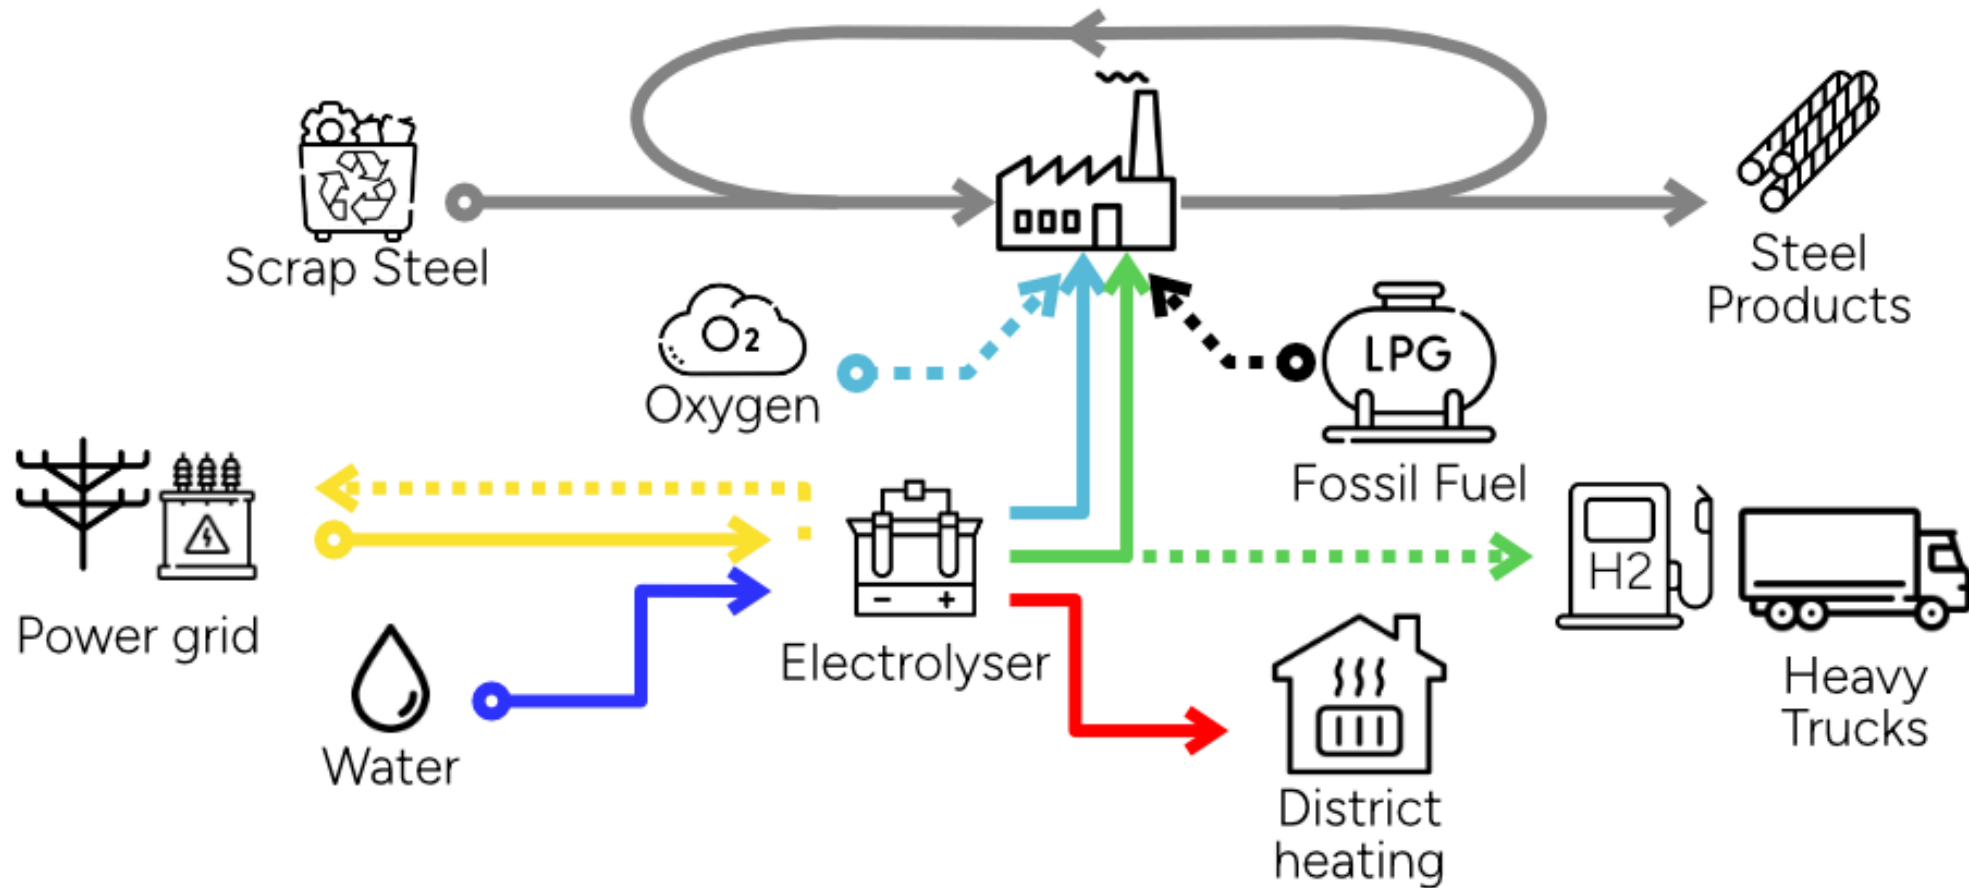 Scrap Steel
Steel
Products
O2
Oxygen
LPG
Fossil Fuel
Power grid
Electrolyser
- +
H2
Heavy
Trucks
Water
District
heating